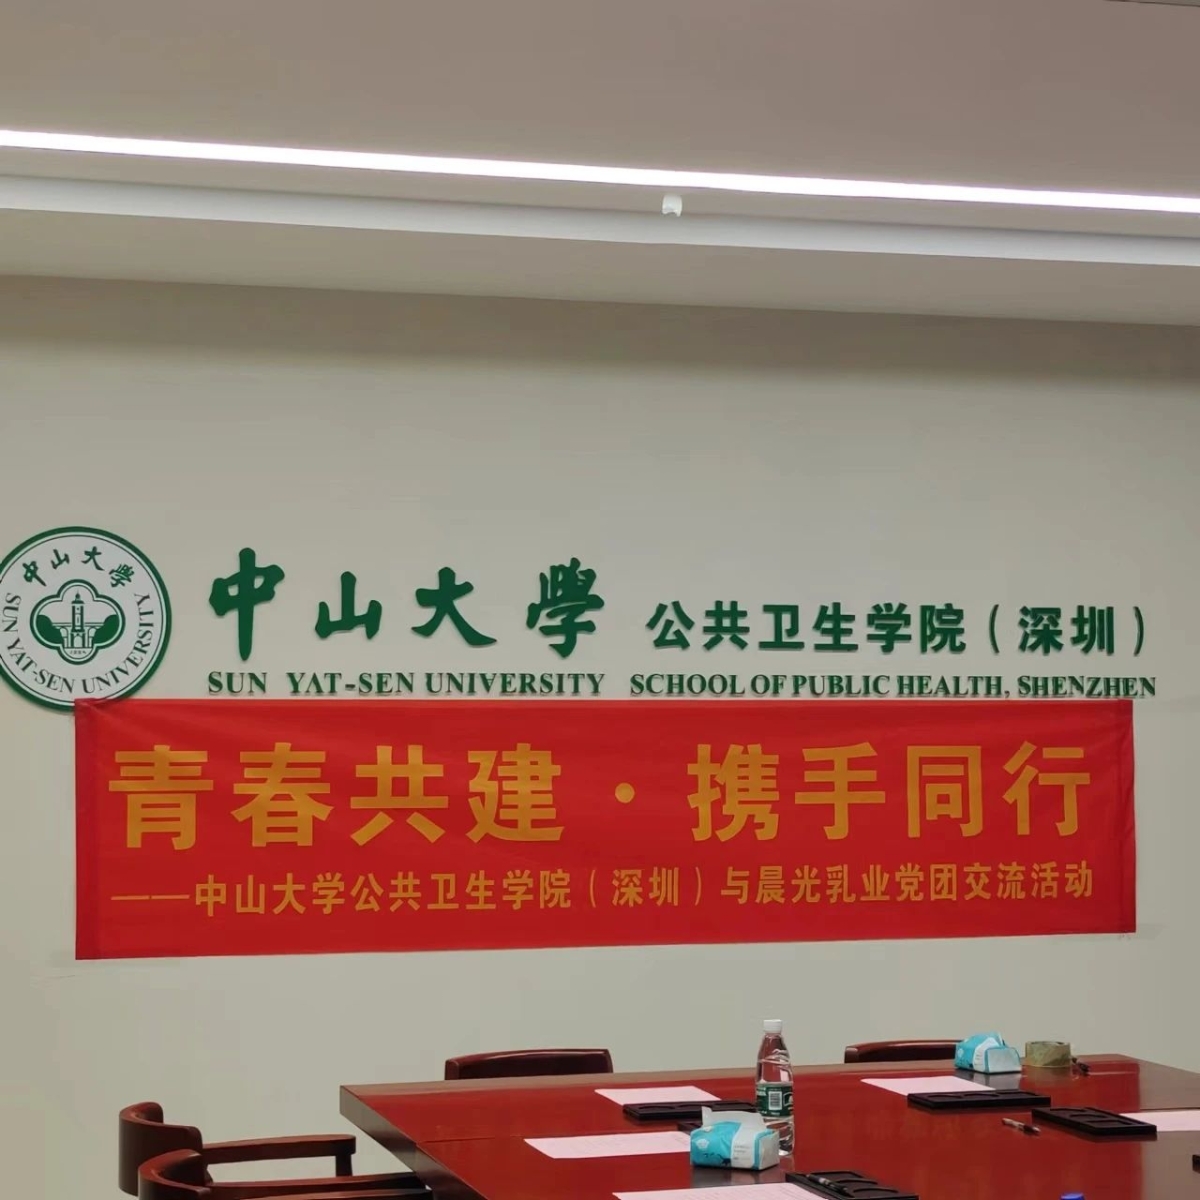 中山大學
SUN YAT-SEN UNIVERSITY
中山大學 公共卫生学院（深圳）
SUN YAT-SEN UNIVERSITY SCHOOL OF PUBLIC HEALTH, SHENZHEN
青春共建·携手同行
——中山大学公共卫生学院（深圳）与晨光乳业党团交流活动